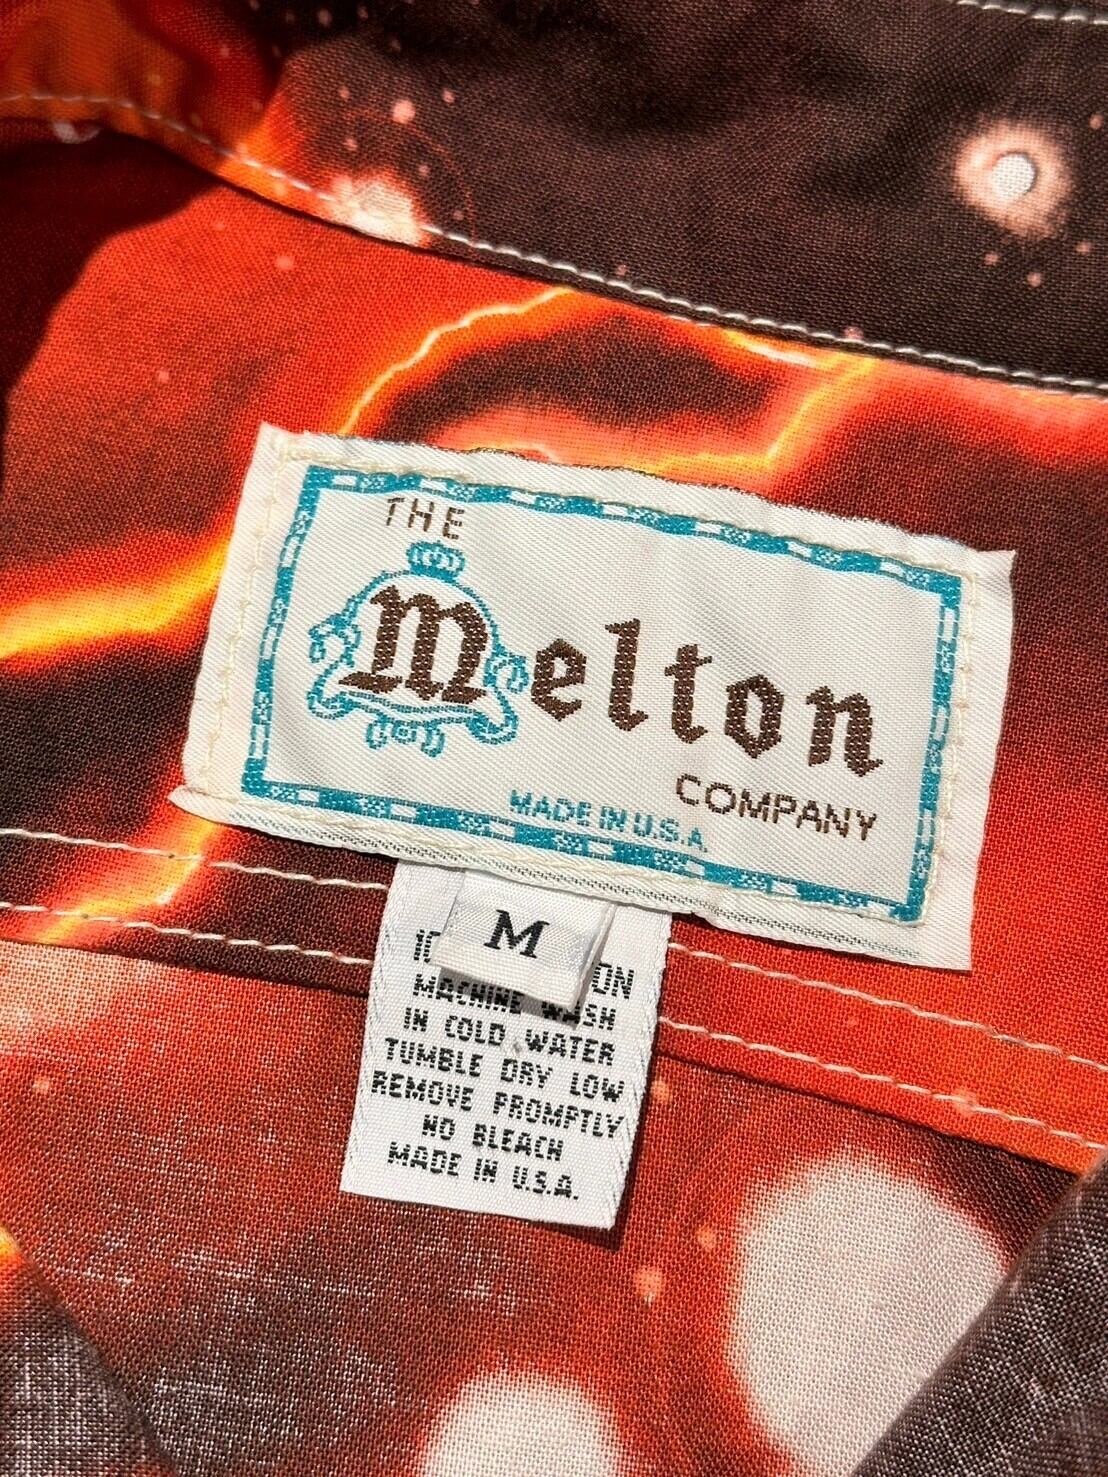 THE
Melton
COMPANY
MADE IN U.S.A.
M
MACHINE WASH
IN COLD WATER
TUMBLE DRY LOW
REMOVE PROMPTLY
NO BLEACH
MADE IN U.S.A.